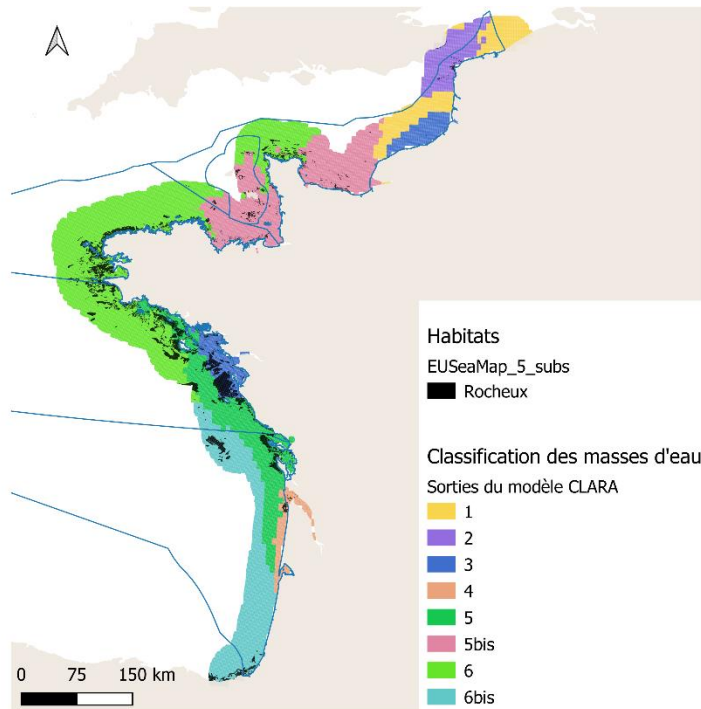 Habitats
EUSeaMap_5_subs
Rocheux
Classification des masses d'eau
Sorties du modèle CLARA
1
2
3
4
5
5bis
6
6bis
0 75 150 km